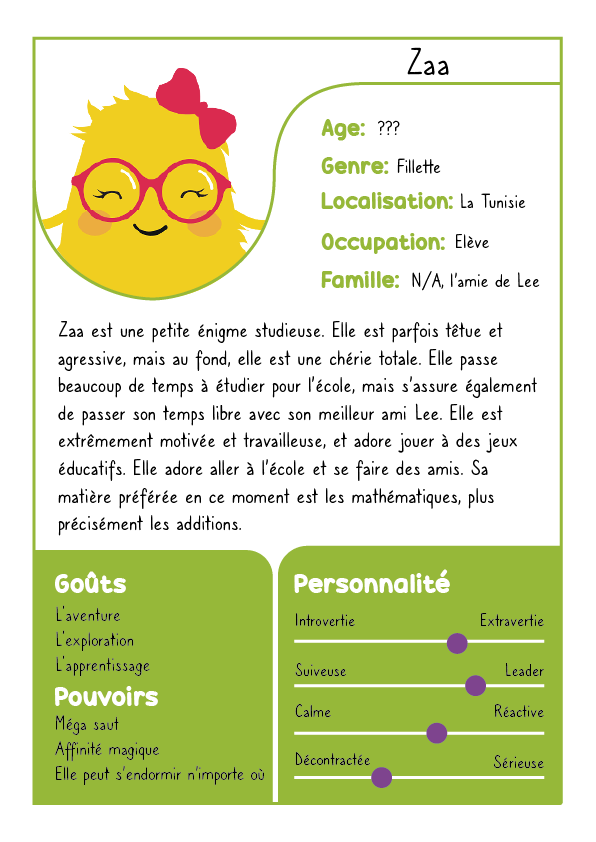 Zaa
Age: ???
Genre: Fillette
Localisation: La Tunisie
Occupation: Elève
Famille: N/A, l'amie de Lee
Zaa est une petite énigme studieuse. Elle est parfois têtue et
agressive, mais au fond, elle est une chérie totale. Elle passe
beaucoup de temps à étudier pour l'école, mais s'assure également
de passer son temps libre avec son meilleur ami Lee. Elle est
extrêmement motivée et travailleuse, et adore jouer à des jeux
éducatifs. Elle adore aller à l'école et se faire des amis. Sa
matière préférée en ce moment est les mathématiques, plus
précisément les additions.
Goûts
L'aventure
L'exploration
L'apprentissage
Pouvoirs
Méga saut
Affinité magique
Elle peut s'endormir n'importe où
Personnalité
Introvertie Extravertie
Suiveuse Leader
Calme Réactive
Décontractée Sérieuse